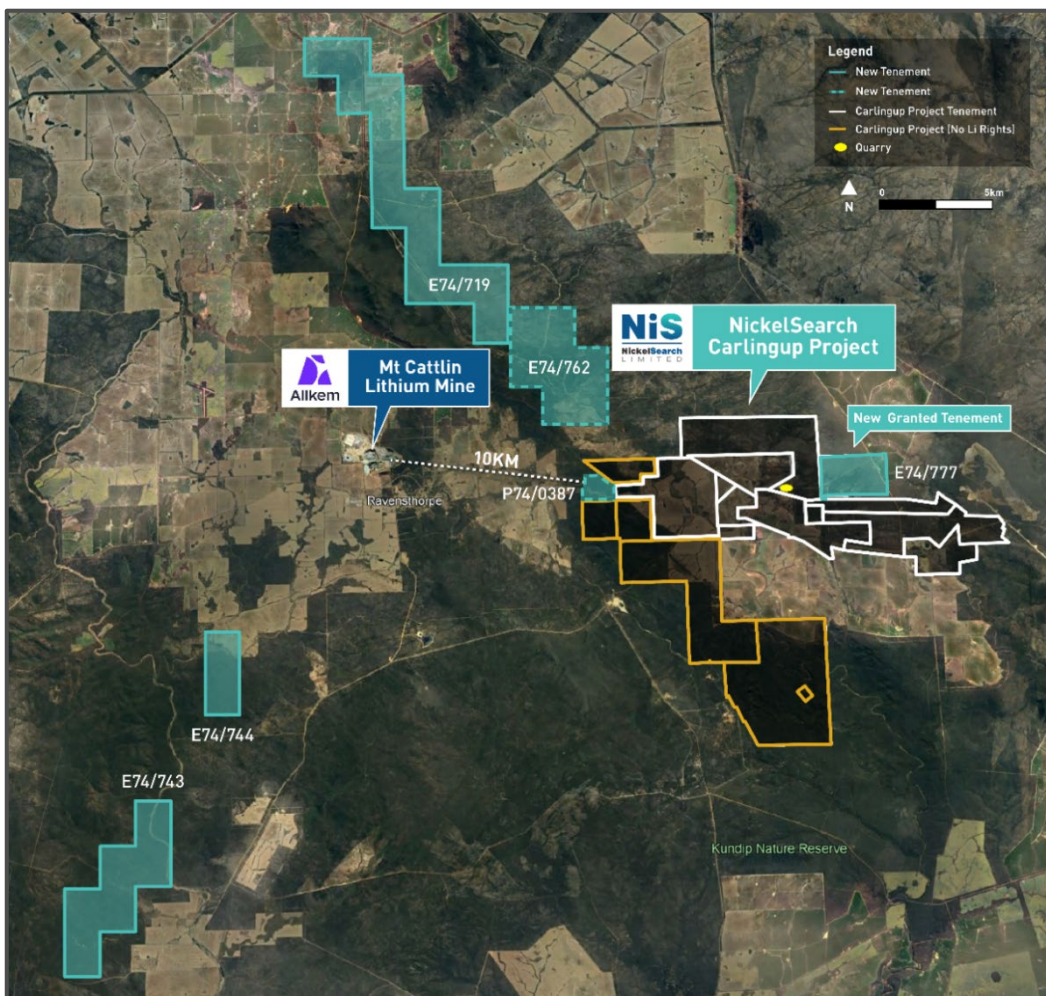 Legend
New Tenement
New Tenement
Carlingup Project Tenement
Carlingup Project [No Li Rights]
Quarry
N
0 5km
E74/719
NiS
NickelSearch
LIMITED
NickelSearch
Carlingup Project
E74/762
Allkem
Mt Cattlin
Lithium Mine
New Granted Tenement
10KM
E74/777
P74/0387
Ravensthorpe
E74/744
E74/743
Kundip Nature Reserve